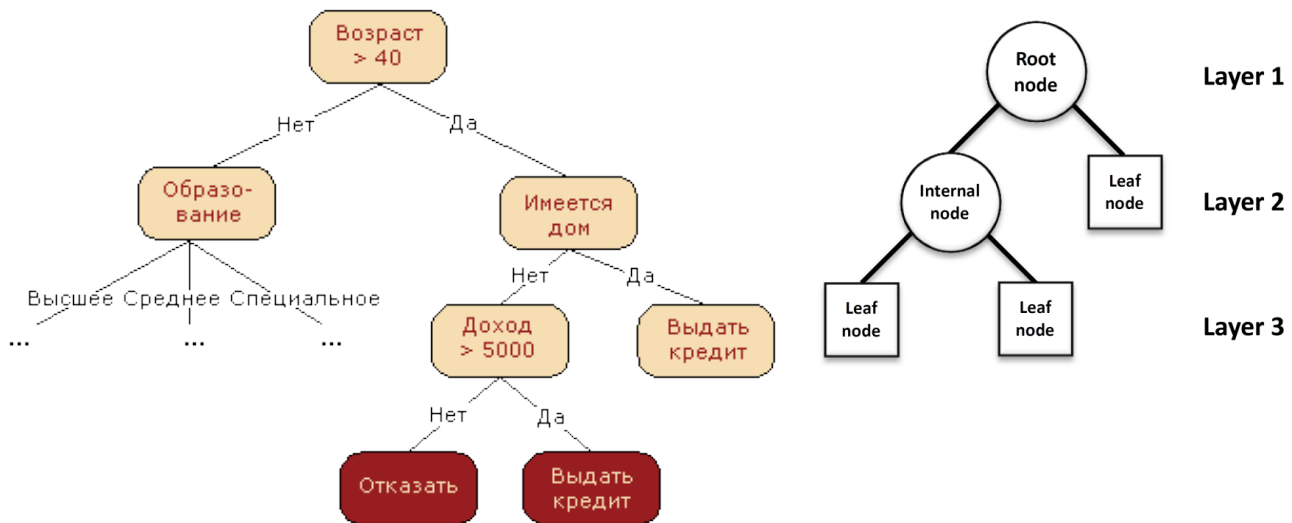 Возраст
> 40
Нет
Да
Образо-
вание
Имеется
дом
Высшее Среднее Специальное
...
...
...
Нет
Да
Доход
> 5000
Выдать
кредит
Нет
Да
Отказать
Выдать
кредит
Root
node
Layer 1
Internal
node
Leaf
node
Layer 2
Leaf
node
Leaf
node
Layer 3